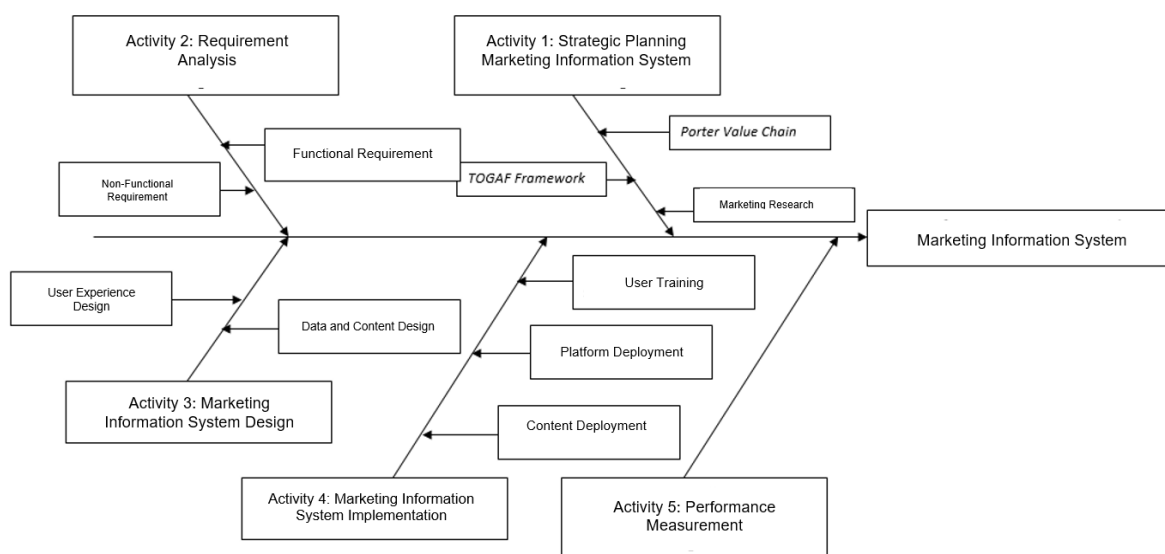 Activity 2: Requirement
Analysis
Activity 1: Strategic Planning
Marketing Information System
Porter Value Chain
Functional Requirement
TOGAF Framework
Non-Functional
Requirement
Marketing Research
Marketing Information System
User Experience
Design
User Training
Data and Content Design
Platform Deployment
Activity 3: Marketing
Information System Design
Content Deployment
Activity 4: Marketing Information
System Implementation
Activity 5: Performance
Measurement